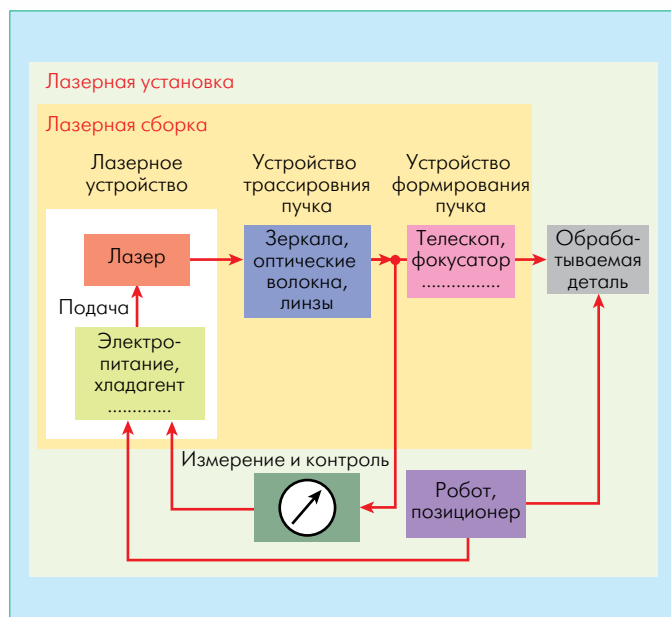 Лазерная установка
Лазерная сборка
Лазерное
устройство
Устройство
трассировния
пучка
Устройство
формирования
пучка
Лазер
Зеркала,
оптические
волокна,
линзы
Телескоп,
фокусатор
................
Обраба-
тываемая
деталь
Подача
Электро-
питание,
хладагент
.............
Измерение и контроль
Робот,
позиционер